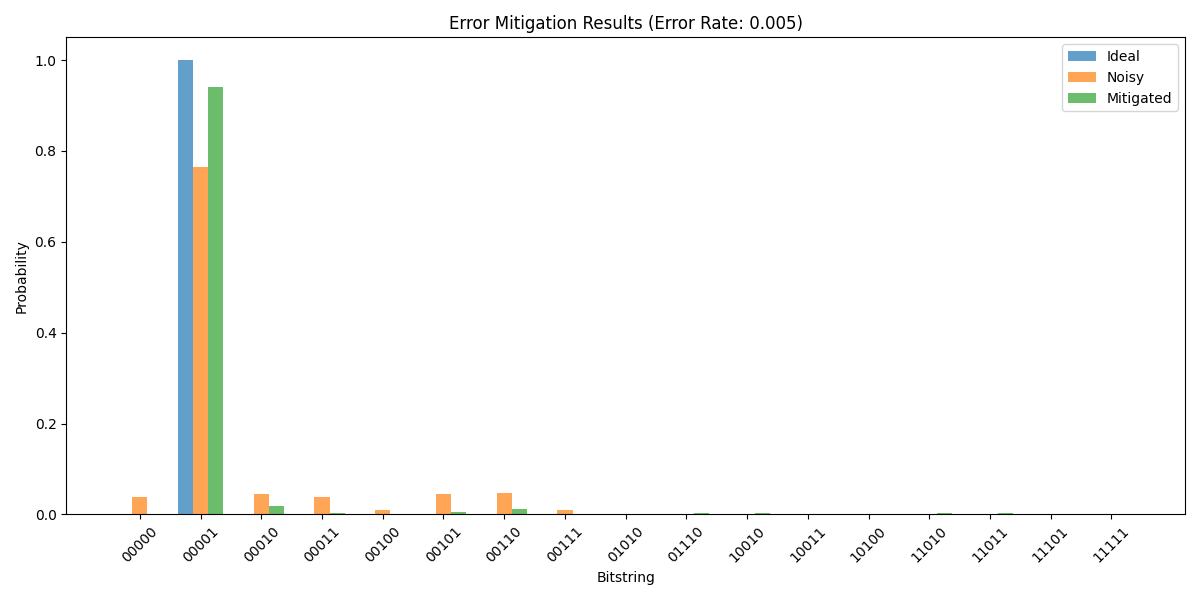 Error Mitigation Results (Error Rate: 0.005)
Ideal
Noisy
Mitigated
Probability
1.0
0.8
0.6
0.4
0.2
0.0
00000 00001 00010 00011 00100 00101 00110 00111 01010 01110 10010 10011 10100 11010 11011 11101 11111
Bitstring